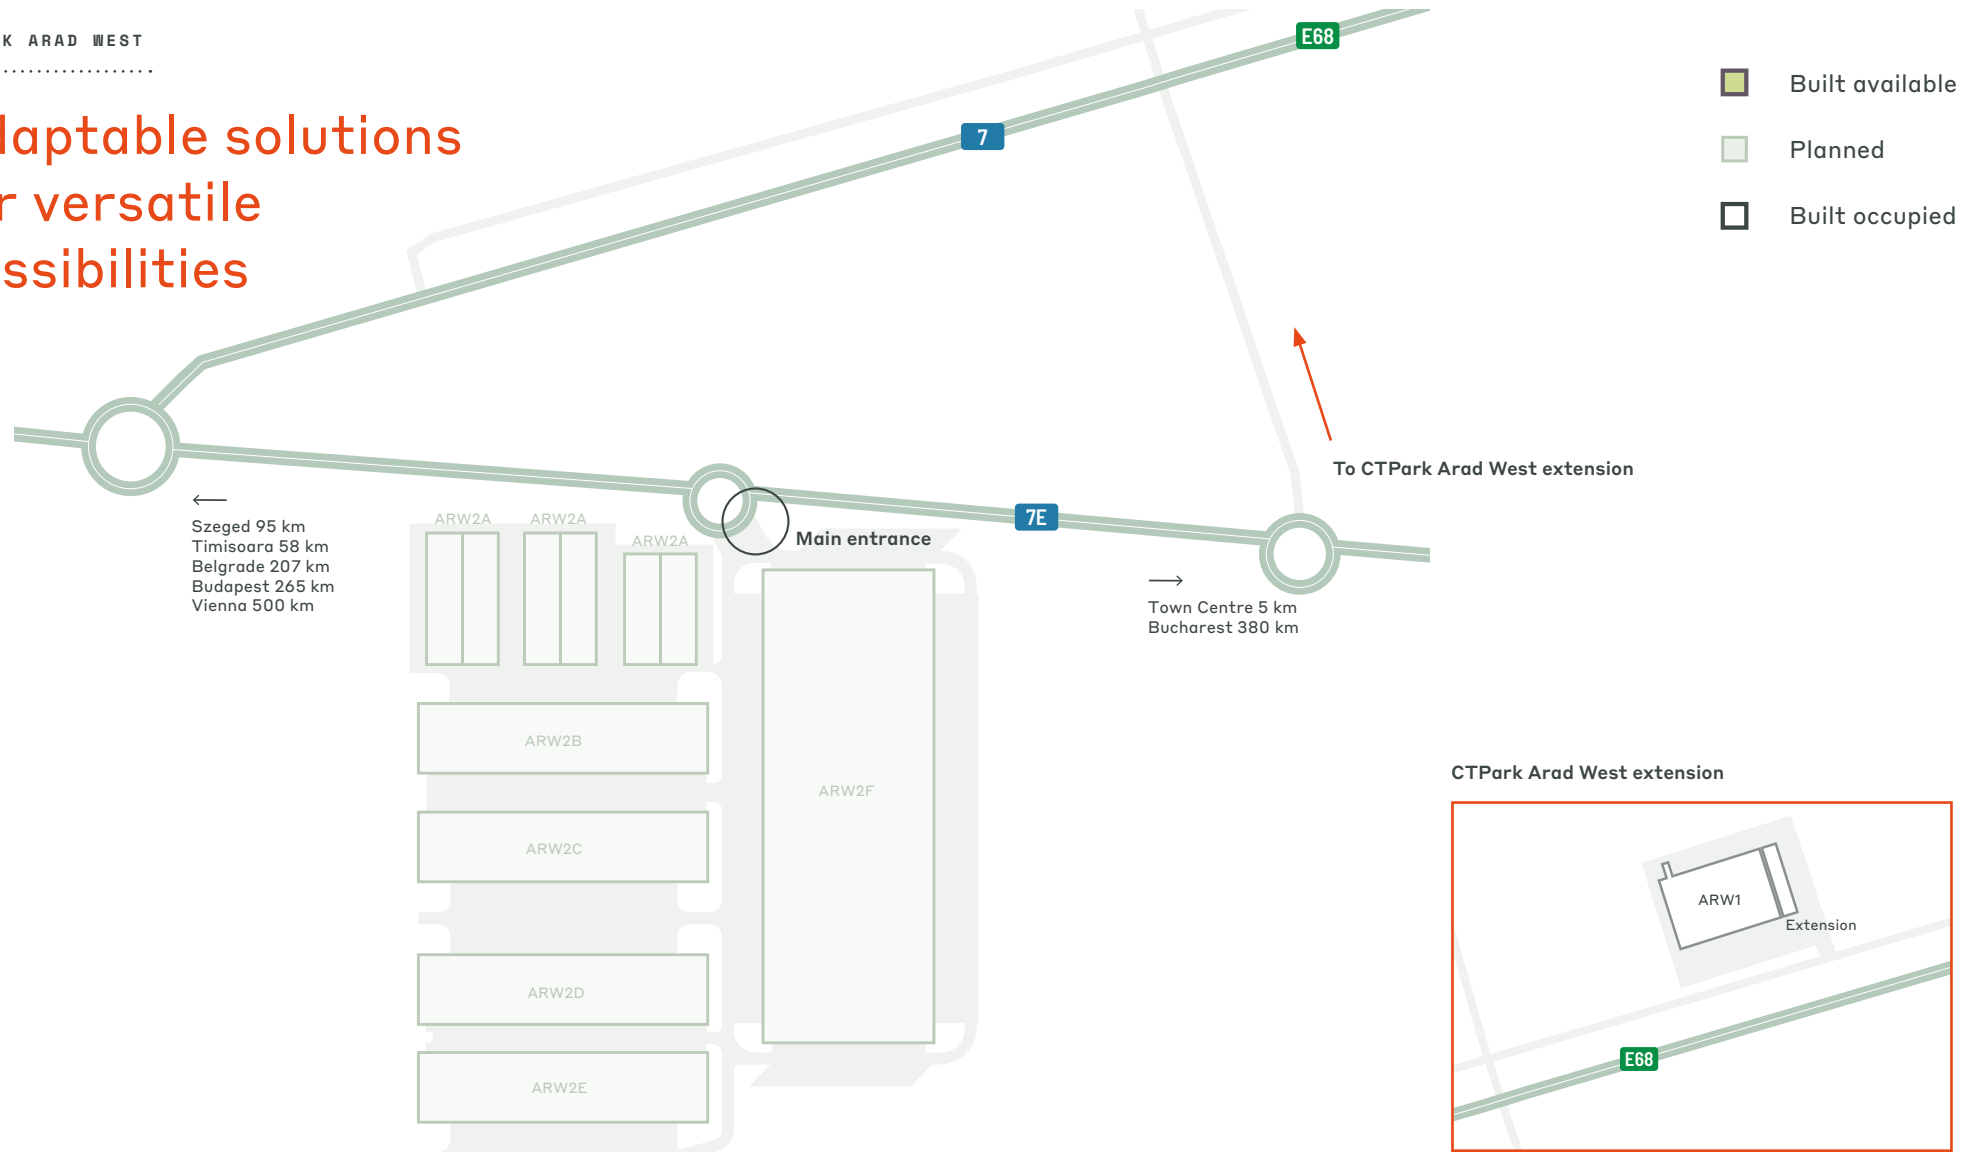 K ARAD WEST
daptable solutions
r versatile
ssibilities
E68
7
Built available
Planned
Built occupied
To CTPark Arad West extension
Szeged 95 km
Timisoara 58 km
Belgrade 207 km
Budapest 265 km
Vienna 500 km
ARW2A
ARW2A
ARW2A
Main entrance
7E
Town Centre 5 km
Bucharest 380 km
ARW2B
ARW2C
ARW2D
ARW2E
ARW2F
CTPark Arad West extension
ARW1
Extension
E68